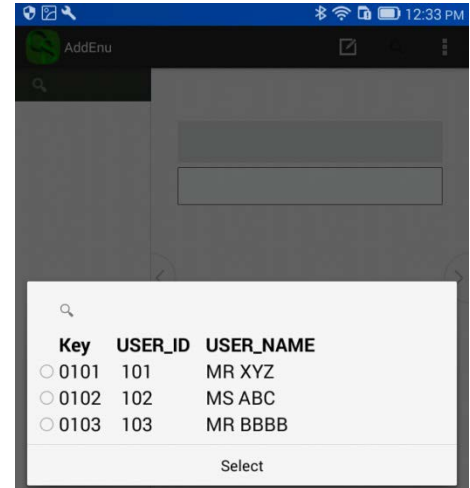 12:33 PM
AddEnu
Key USER_ID USER_NAME
0101 101 MR XYZ
0102 102 MS ABC
0103 103 MR BBBB
Select